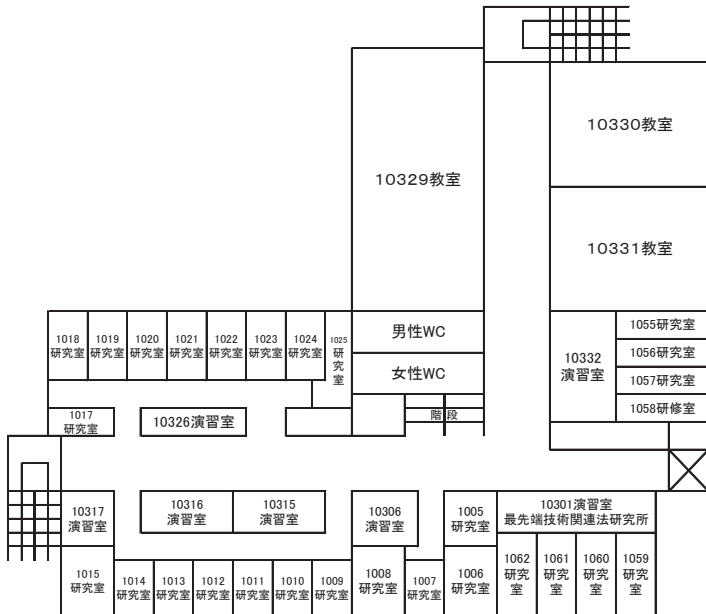 10330教室
10329教室
10331教室
1018
研究室
1019
研究室
1020
研究室
1021
研究室
1022
研究室
1023
研究室
1024
研究室
1025
研
究
室
男性WC
女性WC
10332
演習室
1055研究室
1056研究室
1057研究室
1058研修室
1017
研究室
10326演習室
階段
10317
演習室
10316
演習室
10315
演習室
10306
演習室
1005
研究室
10301演習室
最先端技術関連法研究所
1015
研究室
1014
研究室
1013
研究室
1012
研究室
1011
研究室
1010
研究室
1009
研究室
1008
研究室
1007
研究室
1006
研究室
1062
研究
室
1061
研究
室
1060
研究
室
1059
研究
室